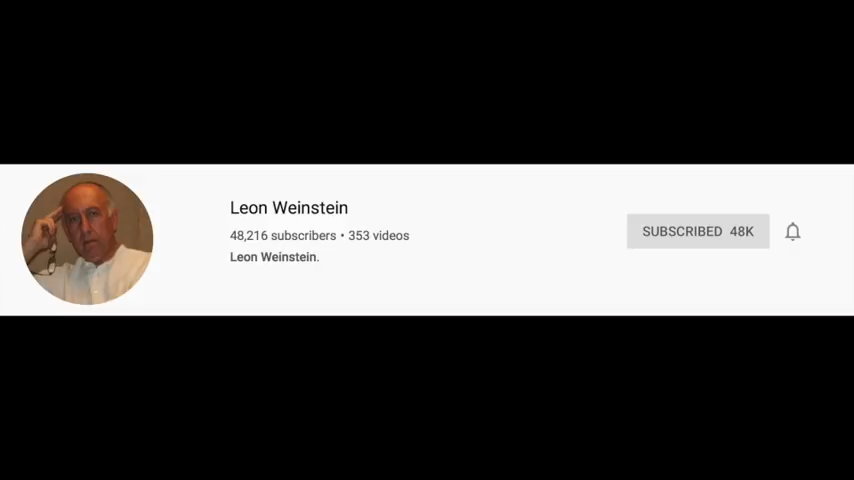 Leon Weinstein
48,216 subscribers • 353 videos
Leon Weinstein.
SUBSCRIBED 48K